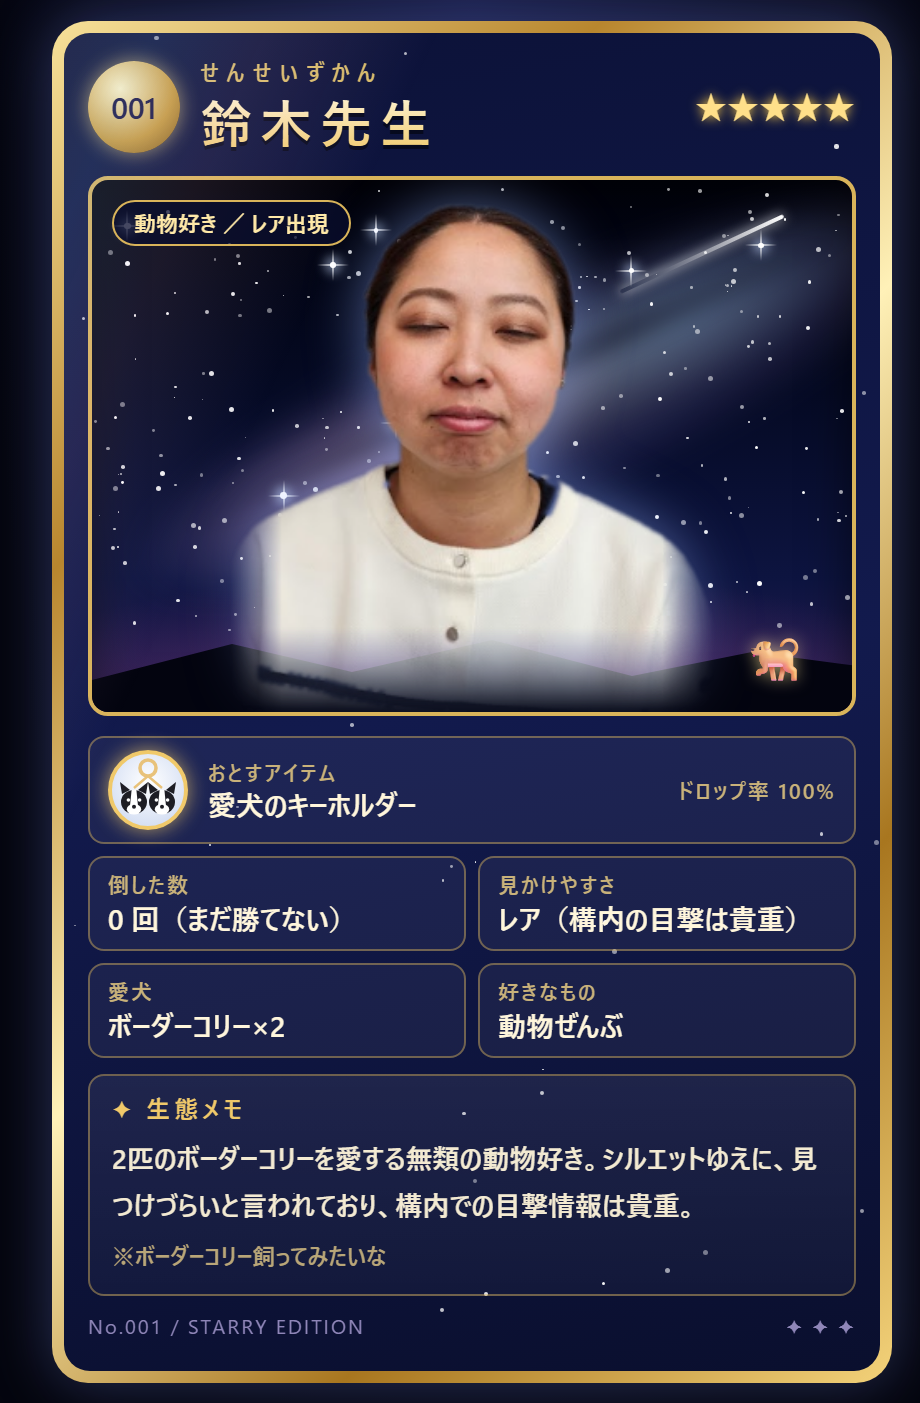 001
せんせいずかん
鈴木先生
★★★★★
動物好き ／ レア出現
おとすアイテム
愛犬のキーホルダー
ドロップ率 100%
倒した数
0 回（まだ勝てない）
見かけやすさ
レア（構内の目撃は貴重）
愛犬
ボーダーコリー×2
好きなもの
動物ぜんぶ
✦ 生態メモ
2匹のボーダーコリーを愛する無類の動物好き。シルエットゆえに、見
つけづらいと言われており、構内での目撃情報は貴重。
※ボーダーコリー飼ってみたいな
No.001 / STARRY EDITION
✦ ✦ ✦